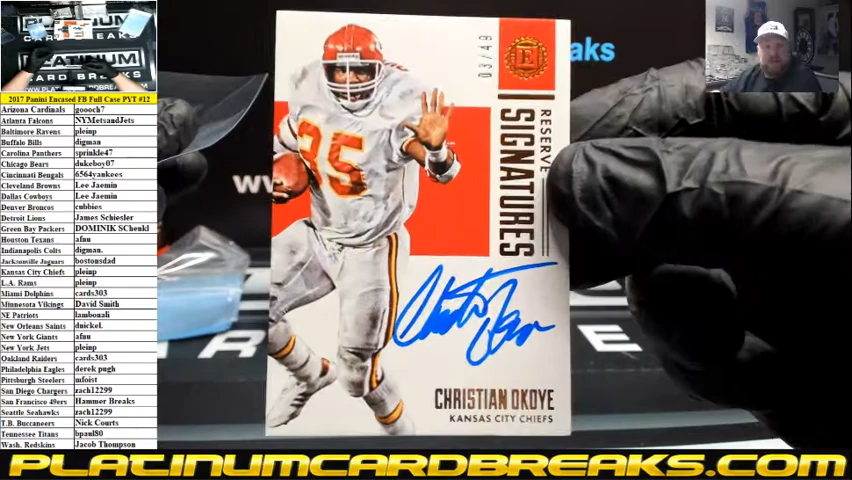 PLATINUM
CARD BREAKS
2017 Panini Encased FB Full Case PYT #12
Arizona Cardinals goooch7
Atlanta Falcons NYMetsandJets
Baltimore Ravens pleinp
Buffalo Bills digman
Carolina Panthers sprinkle47
Chicago Bears dukeboy07
Cincinnati Bengals 6564yankees
Cleveland Browns Lee Jaemin
Dallas Cowboys Lee Jaemin
Denver Broncos cubbies
Detroit Lions James Schiesler
Green Bay Packers DOMINIK SChenkl
Houston Texans afnu
Indianapolis Colts digman.
Jacksonville Jaguars bostonsdad
Kansas City Chiefs pleinp
L.A. Rams pleinp
Miami Dolphins cards303
Minnesota Vikings David Smith
NE Patriots lambonali
New Orleans Saints dnickel.
New York Giants afnu
New York Jets pleinp
Oakland Raiders cards303
Philadelphia Eagles derek pugh
Pittsburgh Steelers mfoist
San Diego Chargers zach12299
San Francisco 49ers Hammer Breaks
Seattle Seahawks zach12299
T.B. Buccaneers Nick Courts
Tennessee Titans bpaul80
Wash. Redskins Jacob Thompson
03/49
RESERVE
SIGNATURES
35
CHRISTIAN OKOYE
KANSAS CITY CHIEFS
aks
PLATINUMCARDBREAKS.COM